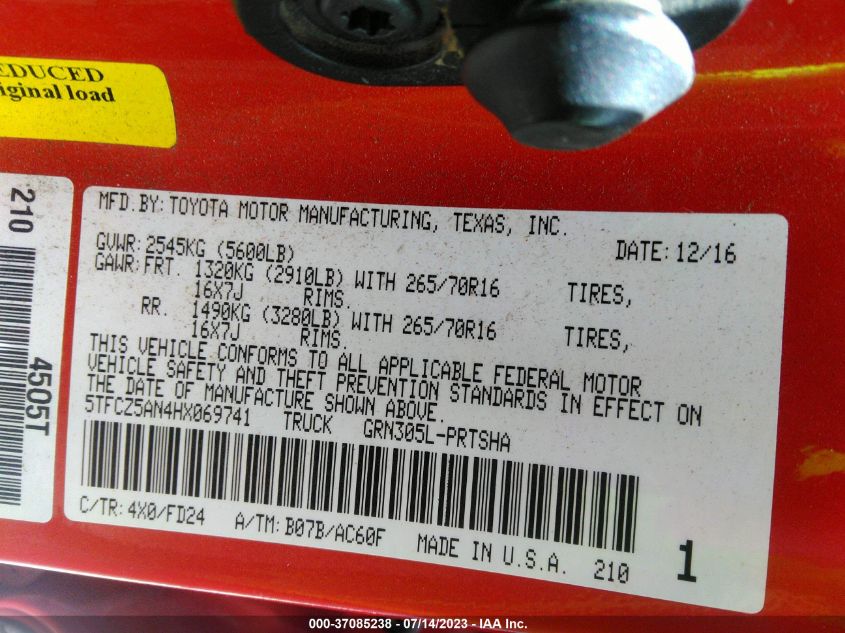 EDUCED
iginal load
210
4505T
MFD.BY: TOYOTA MOTOR MANUFACTURING, TEXAS, INC.
GVWR: 2545KG (5600LB) DATE: 12/16
GAWR: FRT. 1320KG (2910LB) WITH 265/70R16 TIRES,
16X7J RIMS.
RR. 1490KG (3280LB) WITH 265/70R16 TIRES,
16X7J RIMS.
THIS VEHICLE CONFORMS TO ALL APPLICABLE FEDERAL MOTOR
VEHICLE SAFETY AND THEFT PREVENTION STANDARDS IN EFFECT ON
THE DATE OF MANUFACTURE SHOWN ABOVE.
5TFCZ5AN4HX069741 TRUCK GRN305L-PRTSHA
C/TR: 4X0/FD24 A/TM: B07B/AC60F MADE IN U.S.A. 210 1
000-37085238 - 07/14/2023 - IAA Inc.